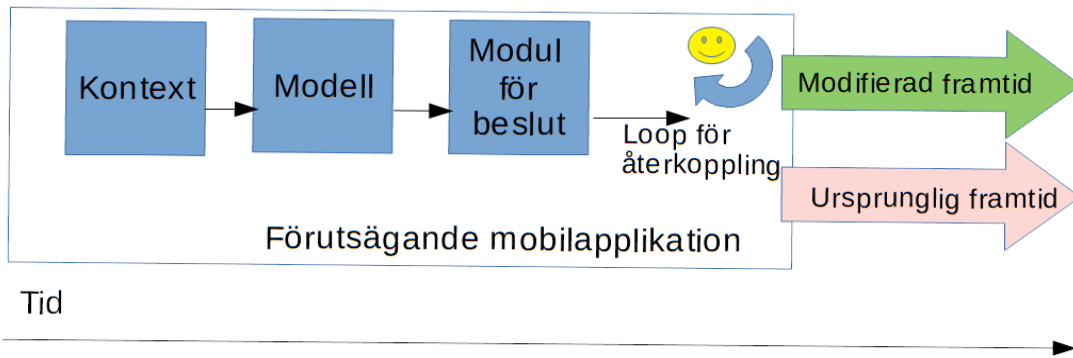 Kontext
Modell
Modul
för
beslut
Loop för
återkoppling
Modifierad framtid
Ursprunglig framtid
Förutsägande mobilapplikation
Tid